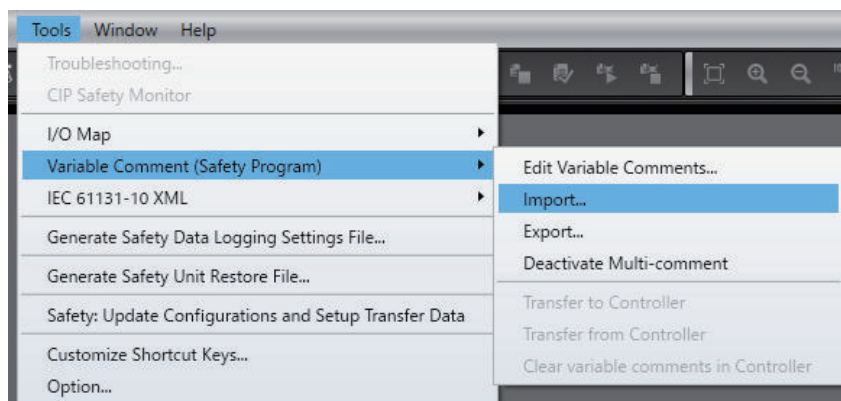 Tools Window Help
Troubleshooting...
CIP Safety Monitor
I/O Map
Variable Comment (Safety Program)
IEC 61131-10 XML
Generate Safety Data Logging Settings File...
Generate Safety Unit Restore File...
Safety: Update Configurations and Setup Transfer Data
Customize Shortcut Keys...
Option...
Edit Variable Comments...
Import...
Export...
Deactivate Multi-comment
Transfer to Controller
Transfer from Controller
Clear variable comments in Controller